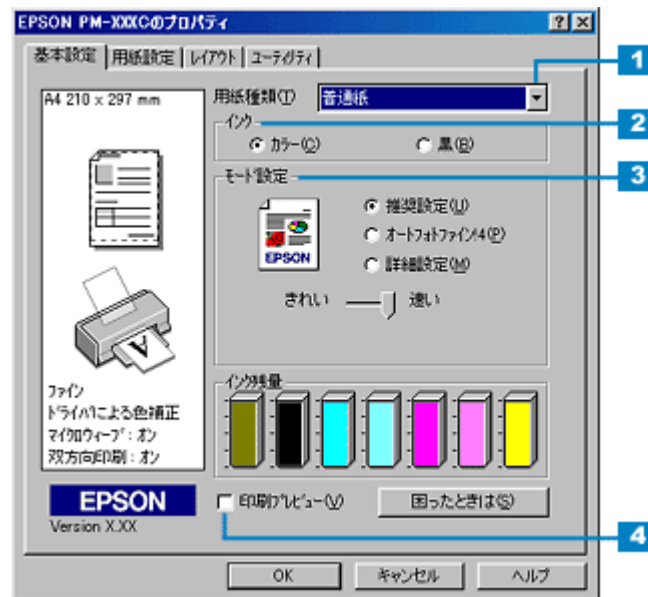 EPSON PM-XXXCのプロパティ
基本設定 用紙設定 レイアウト ユーティリティ
1
A4 210 x 297 mm
用紙種類(T) 普通紙
2
インク
カラー(C) 黒(B)
3
モード設定
EPSON
推奨設定(U)
オートフォトファイン!4(P)
詳細設定(M)
きれい 速い
A
ファイン
ドライバによる色補正
マイクロウィーブ：オン
双方向印刷：オン
インク残量
EPSON
Version X.XX
印刷プレビュー(V) 困ったときは(S)
4
OK キャンセル ヘルプ